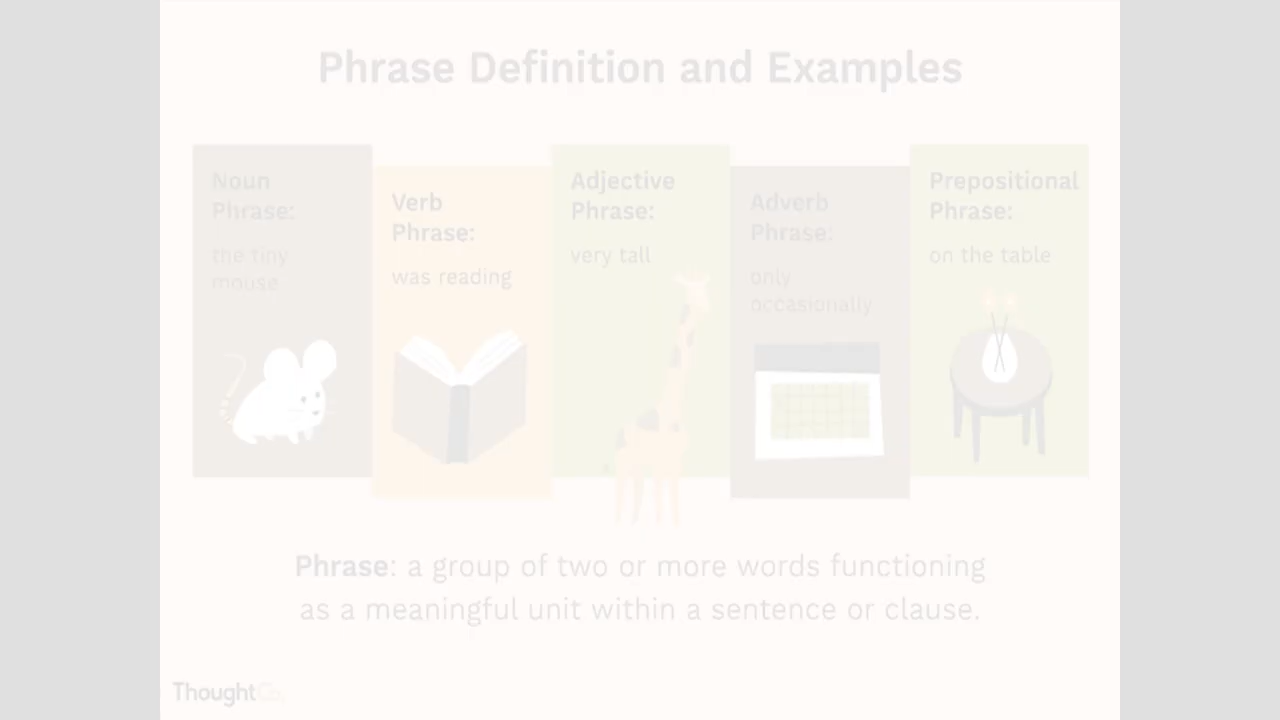 Phrase Definition and Examples
Noun
Phrase:
the tiny
mouse
Verb
Phrase:
was reading
Adjective
Phrase:
very tall
Adverb
Phrase:
only
occasionally
Prepositional
Phrase:
on the table
Phrase: a group of two or more words functioning
as a meaningful unit within a sentence or clause.
ThoughtCo.